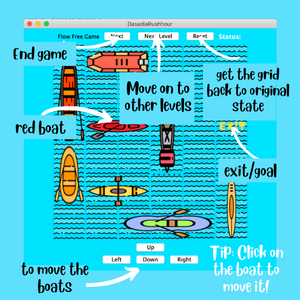 DasadiaRushhour
Flow Free Game
Next
Next Level
Reset
Status:
End game
Move on to
other levels
get the grid
back to original
state
red boat
Exit
exit/goal
Up
Left
Down
Right
to move the
boats
Tip: Click on
the boat to
move it!